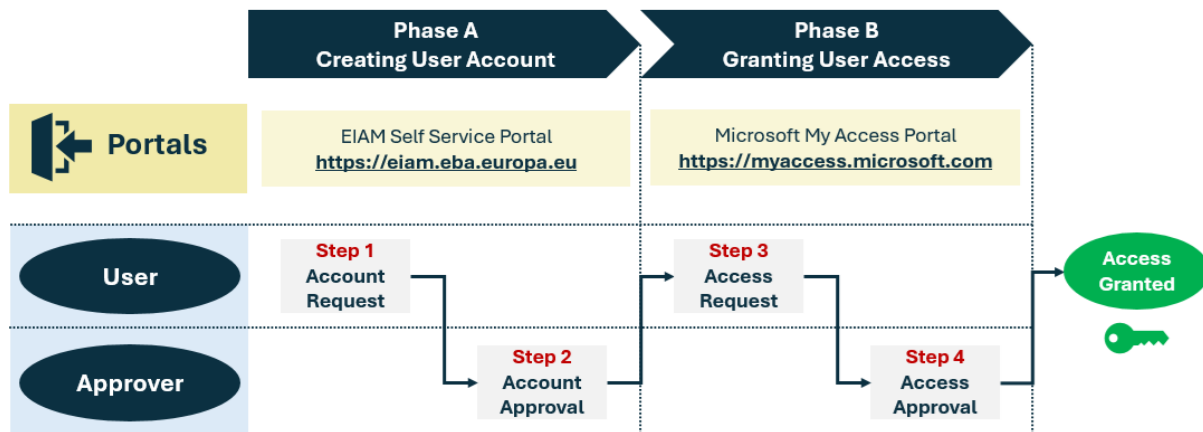 Phase A
Creating User Account
Phase B
Granting User Access
Portals
EIAM Self Service Portal
https://eiam.eba.europa.eu
Microsoft My Access Portal
https://myaccess.microsoft.com
User
Step 1
Account
Request
Step 3
Access
Request
Access
Granted
Approver
Step 2
Account
Approval
Step 4
Access
Approval